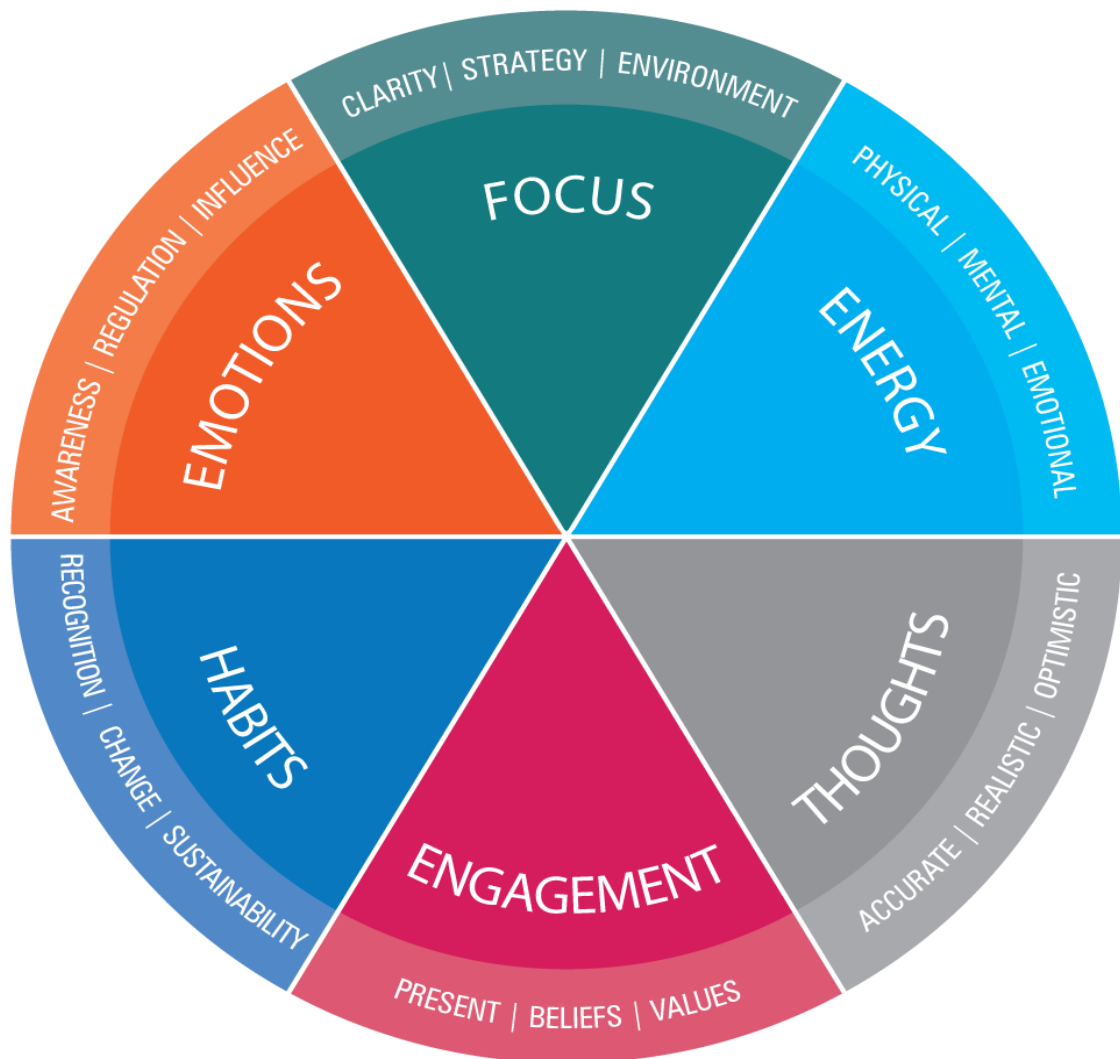 CLARITY | STRATEGY | ENVIRONMENT
FOCUS
PHYSICAL | MENTAL | EMOTIONAL
ENERGY
ACCURATE | REALISTIC | OPTIMISTIC
THOUGHTS
PRESENT | BELIEFS | VALUES
ENGAGEMENT
RECOGNITION | CHANGE | SUSTAINABILITY
HABITS
AWARENESS | REGULATION | INFLUENCE
EMOTIONS